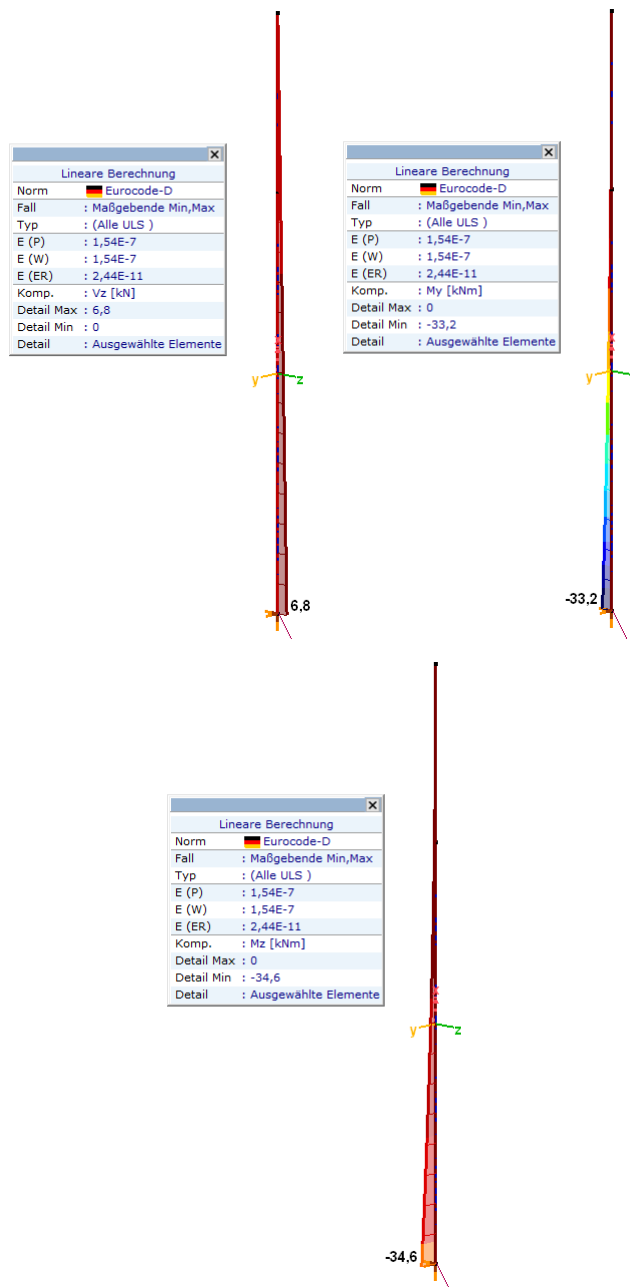 Lineare Berechnung
Norm Eurocode-D
Fall : Maßgebende Min,Max
Typ : (Alle ULS )
E (P) : 1,54E-7
E (W) : 1,54E-7
E (ER) : 2,44E-11
Komp. : Vz [kN]
Detail Max : 6,8
Detail Min : 0
Detail : Ausgewählte Elemente
y z
6,8
Lineare Berechnung
Norm Eurocode-D
Fall : Maßgebende Min,Max
Typ : (Alle ULS )
E (P) : 1,54E-7
E (W) : 1,54E-7
E (ER) : 2,44E-11
Komp. : My [kNm]
Detail Max : 0
Detail Min : -33,2
Detail : Ausgewählte Elemente
y
-33,2
Lineare Berechnung
Norm Eurocode-D
Fall : Maßgebende Min,Max
Typ : (Alle ULS )
E (P) : 1,54E-7
E (W) : 1,54E-7
E (ER) : 2,44E-11
Komp. : Mz [kNm]
Detail Max : 0
Detail Min : -34,6
Detail : Ausgewählte Elemente
y z
-34,6